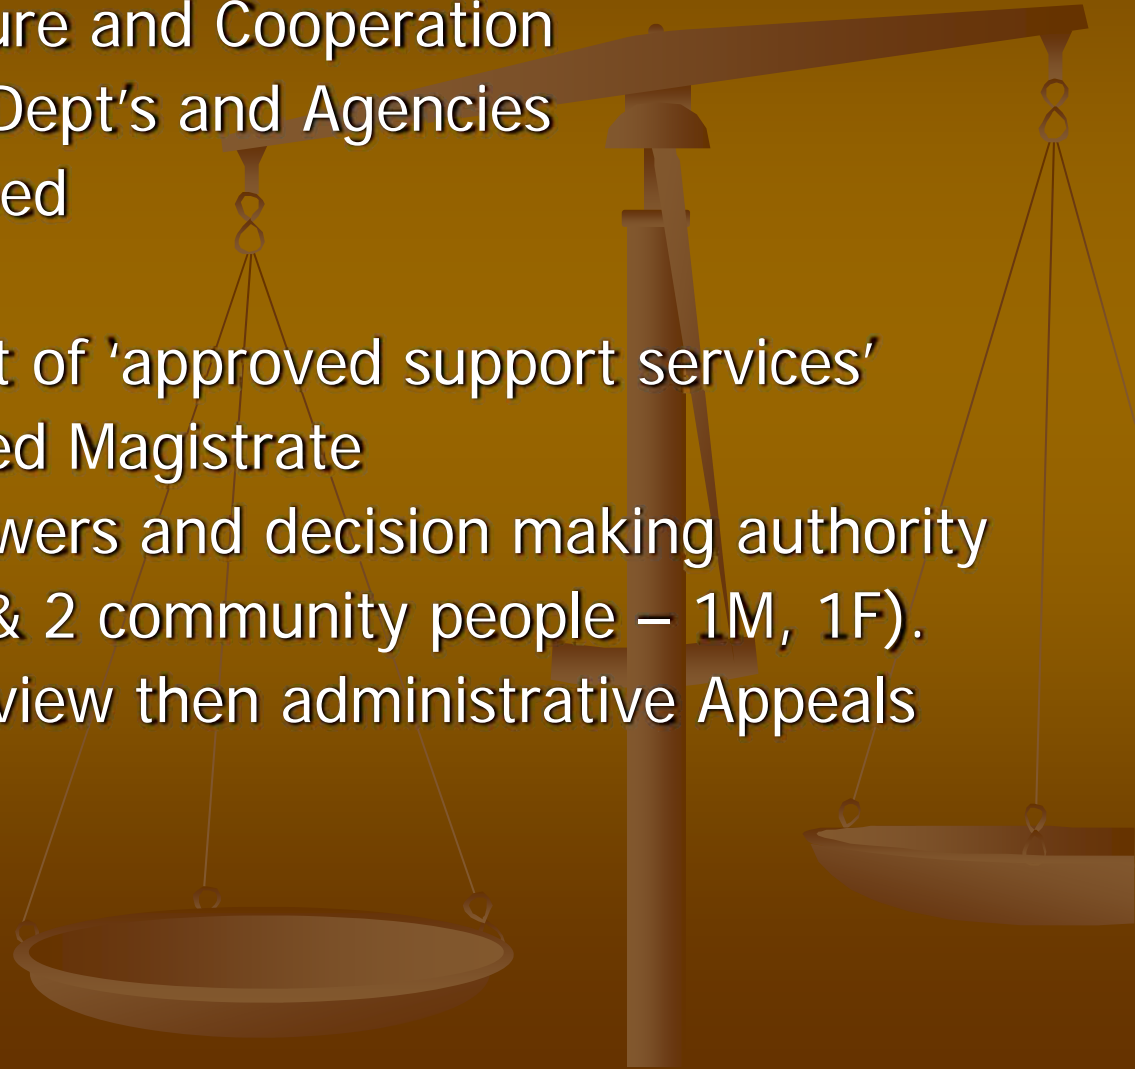 ure and Cooperation
Dept's and Agencies
ed
t of ‘approved support services’
ed Magistrate
wers and decision making authority
& 2 community people – 1M, 1F).
view then administrative Appeals